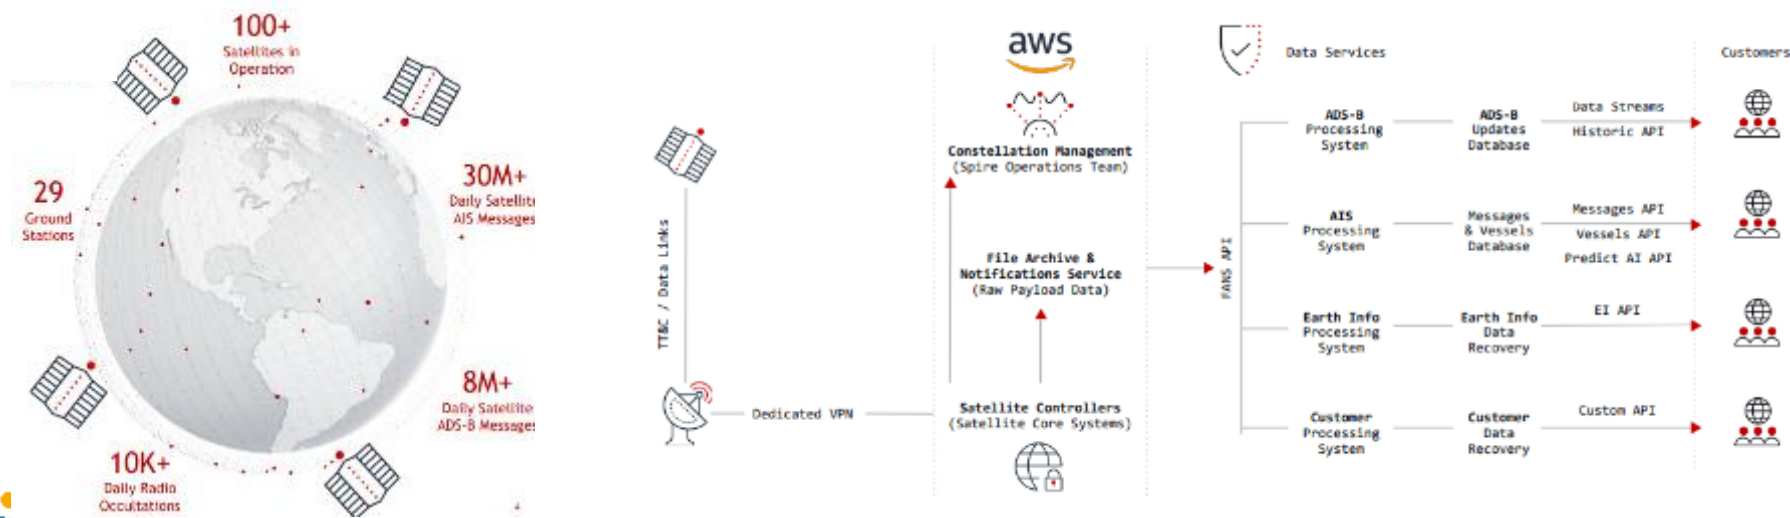 100+
Satellites in
Operation
29
Ground
Stations
30M+
Daily Satellite
AIS Messages
8M+
Daily Satellite
ADS-B Messages
10K+
Daily Radio
Occultations
TT&C / Data Links
Dedicated VPN
aws
Constellation Management
(Spire Operations Team)
File Archive &
Notifications Service
(Raw Payload Data)
Satellite Controllers
(Satellite Core Systems)
FANS API
Data Services
Customers
ADS-B
Processing
System
ADS-B
Updates
Database
Data Streams
Historic API
AIS
Processing
System
Messages
& Vessels
Database
Messages API
Vessels API
Predict AI API
Earth Info
Processing
System
Earth Info
Data
Recovery
EI API
Customer
Processing
System
Customer
Data
Recovery
Custom API